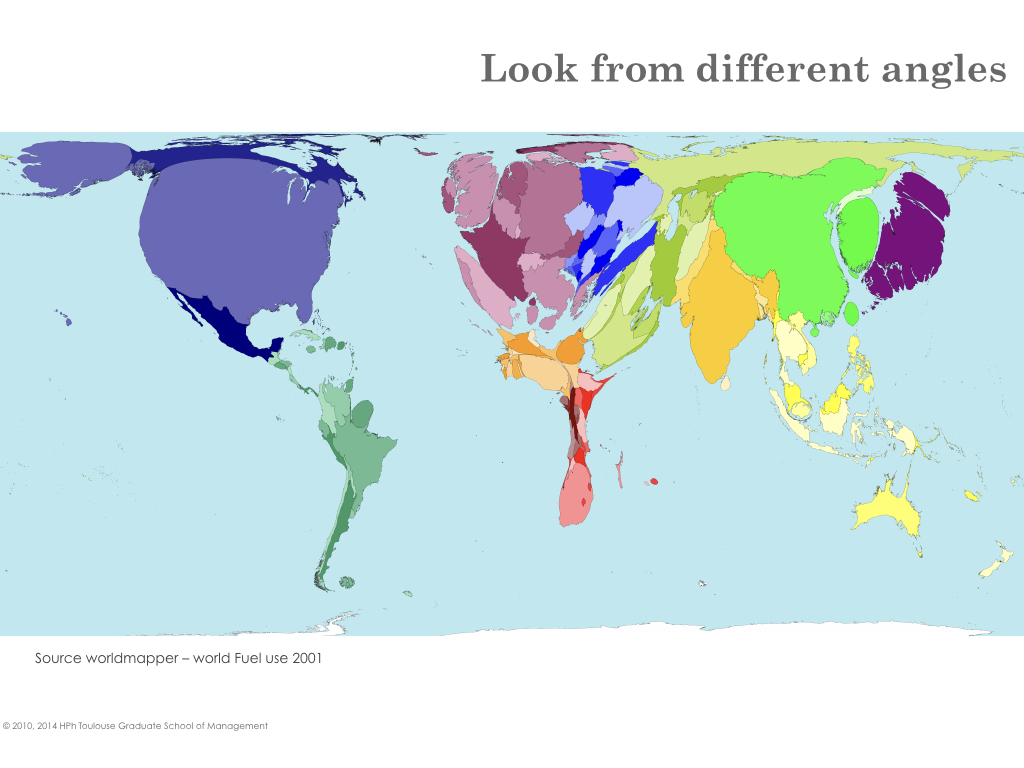 Look from different angles
Source worldmapper – world Fuel use 2001
© 2010, 2014 HPh Toulouse Graduate School of Management